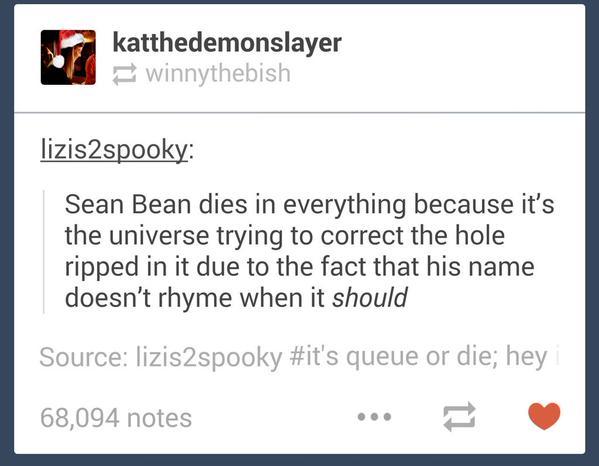 katthedemonslayer
winnythebish
lizis2spooky:
Sean Bean dies in everything because it's
the universe trying to correct the hole
ripped in it due to the fact that his name
doesn't rhyme when it should
Source: lizis2spooky #it's queue or die; hey
68,094 notes